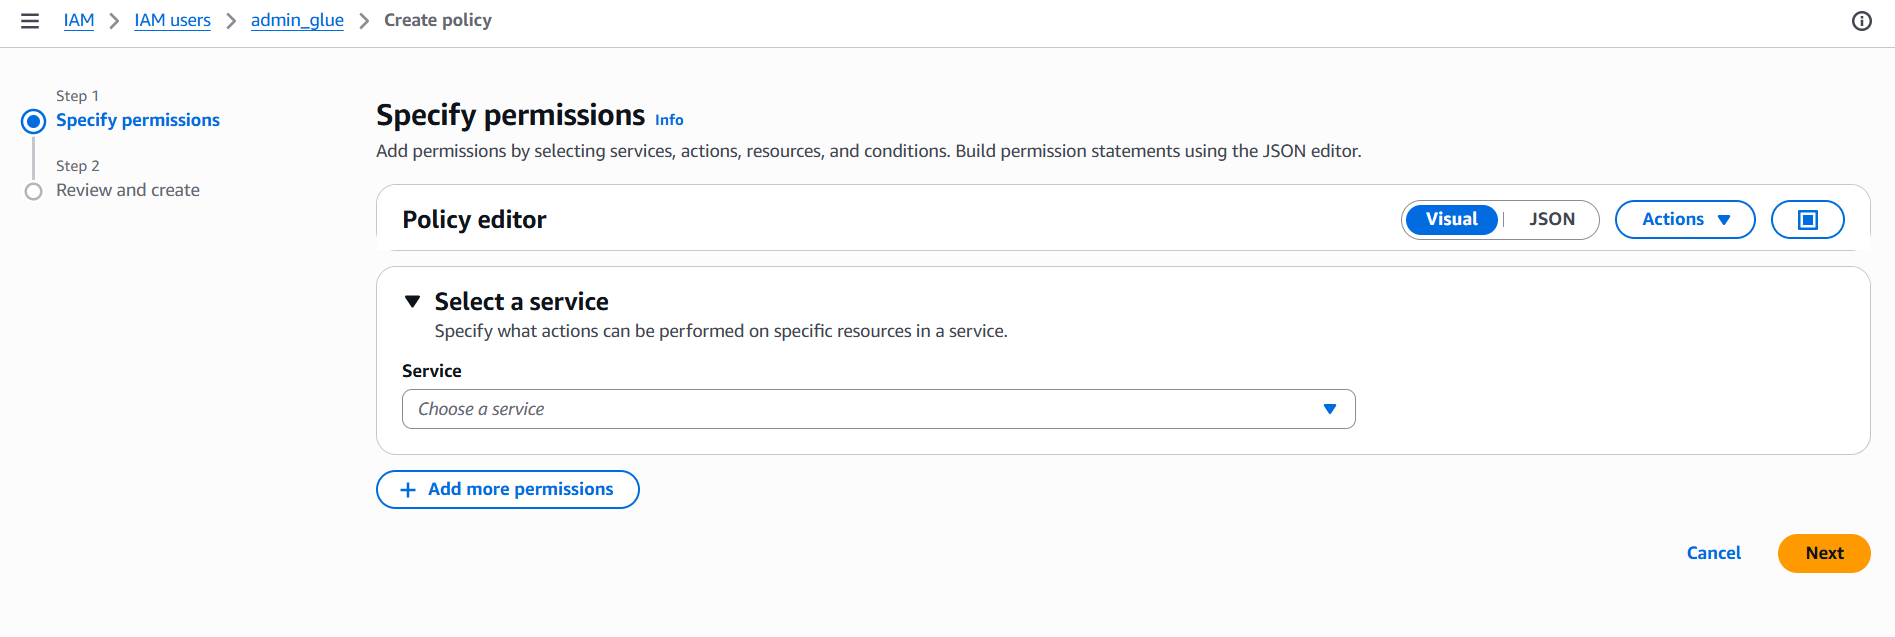 IAM IAM users admin_glue Create policy
Step 1
Specify permissions
Step 2
Review and create
Specify permissions Info
Add permissions by selecting services, actions, resources, and conditions. Build permission statements using the JSON editor.
Policy editor
Visual JSON Actions
Select a service
Specify what actions can be performed on specific resources in a service.
Service
Choose a service
Add more permissions
Cancel Next